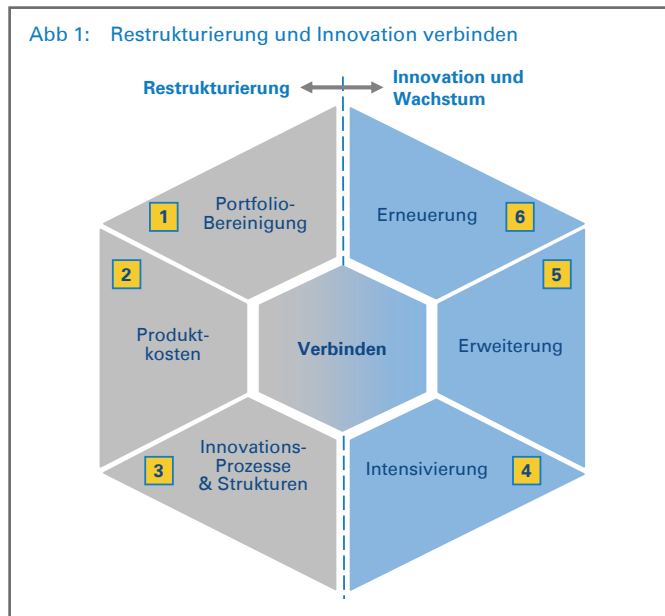 Abb 1: Restrukturierung und Innovation verbinden
Restrukturierung
Innovation und
Wachstum
1
Portfolio-
Bereinigung
2
Produkt-
kosten
3
Innovations-
Prozesse
& Strukturen
Verbinden
Erneuerung
6
5
Erweiterung
Intensivierung
4